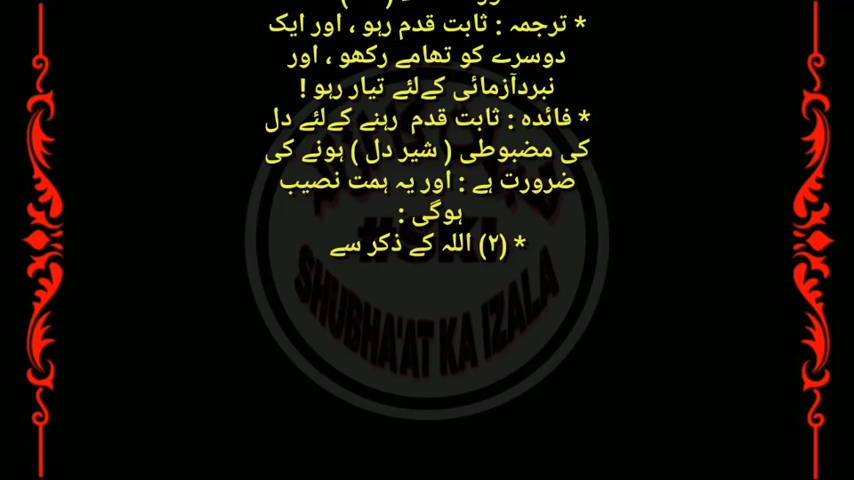 * ترجمہ : ثابت قدم رہو ، اور ایک
دوسرے کو تھامے رکھو ، اور
نبردآزمائی کےلئے تیار رہو !
* فائدہ : ثابت قدم رہنے کےلئے دل
کی مضبوطی ( شیر دل ) ہونے کی
ضرورت ہے : اور یہ ہمت نصیب
ہوگی :
* (٢) اللہ کے ذکر سے
SHUBHA'AT KA IZALA